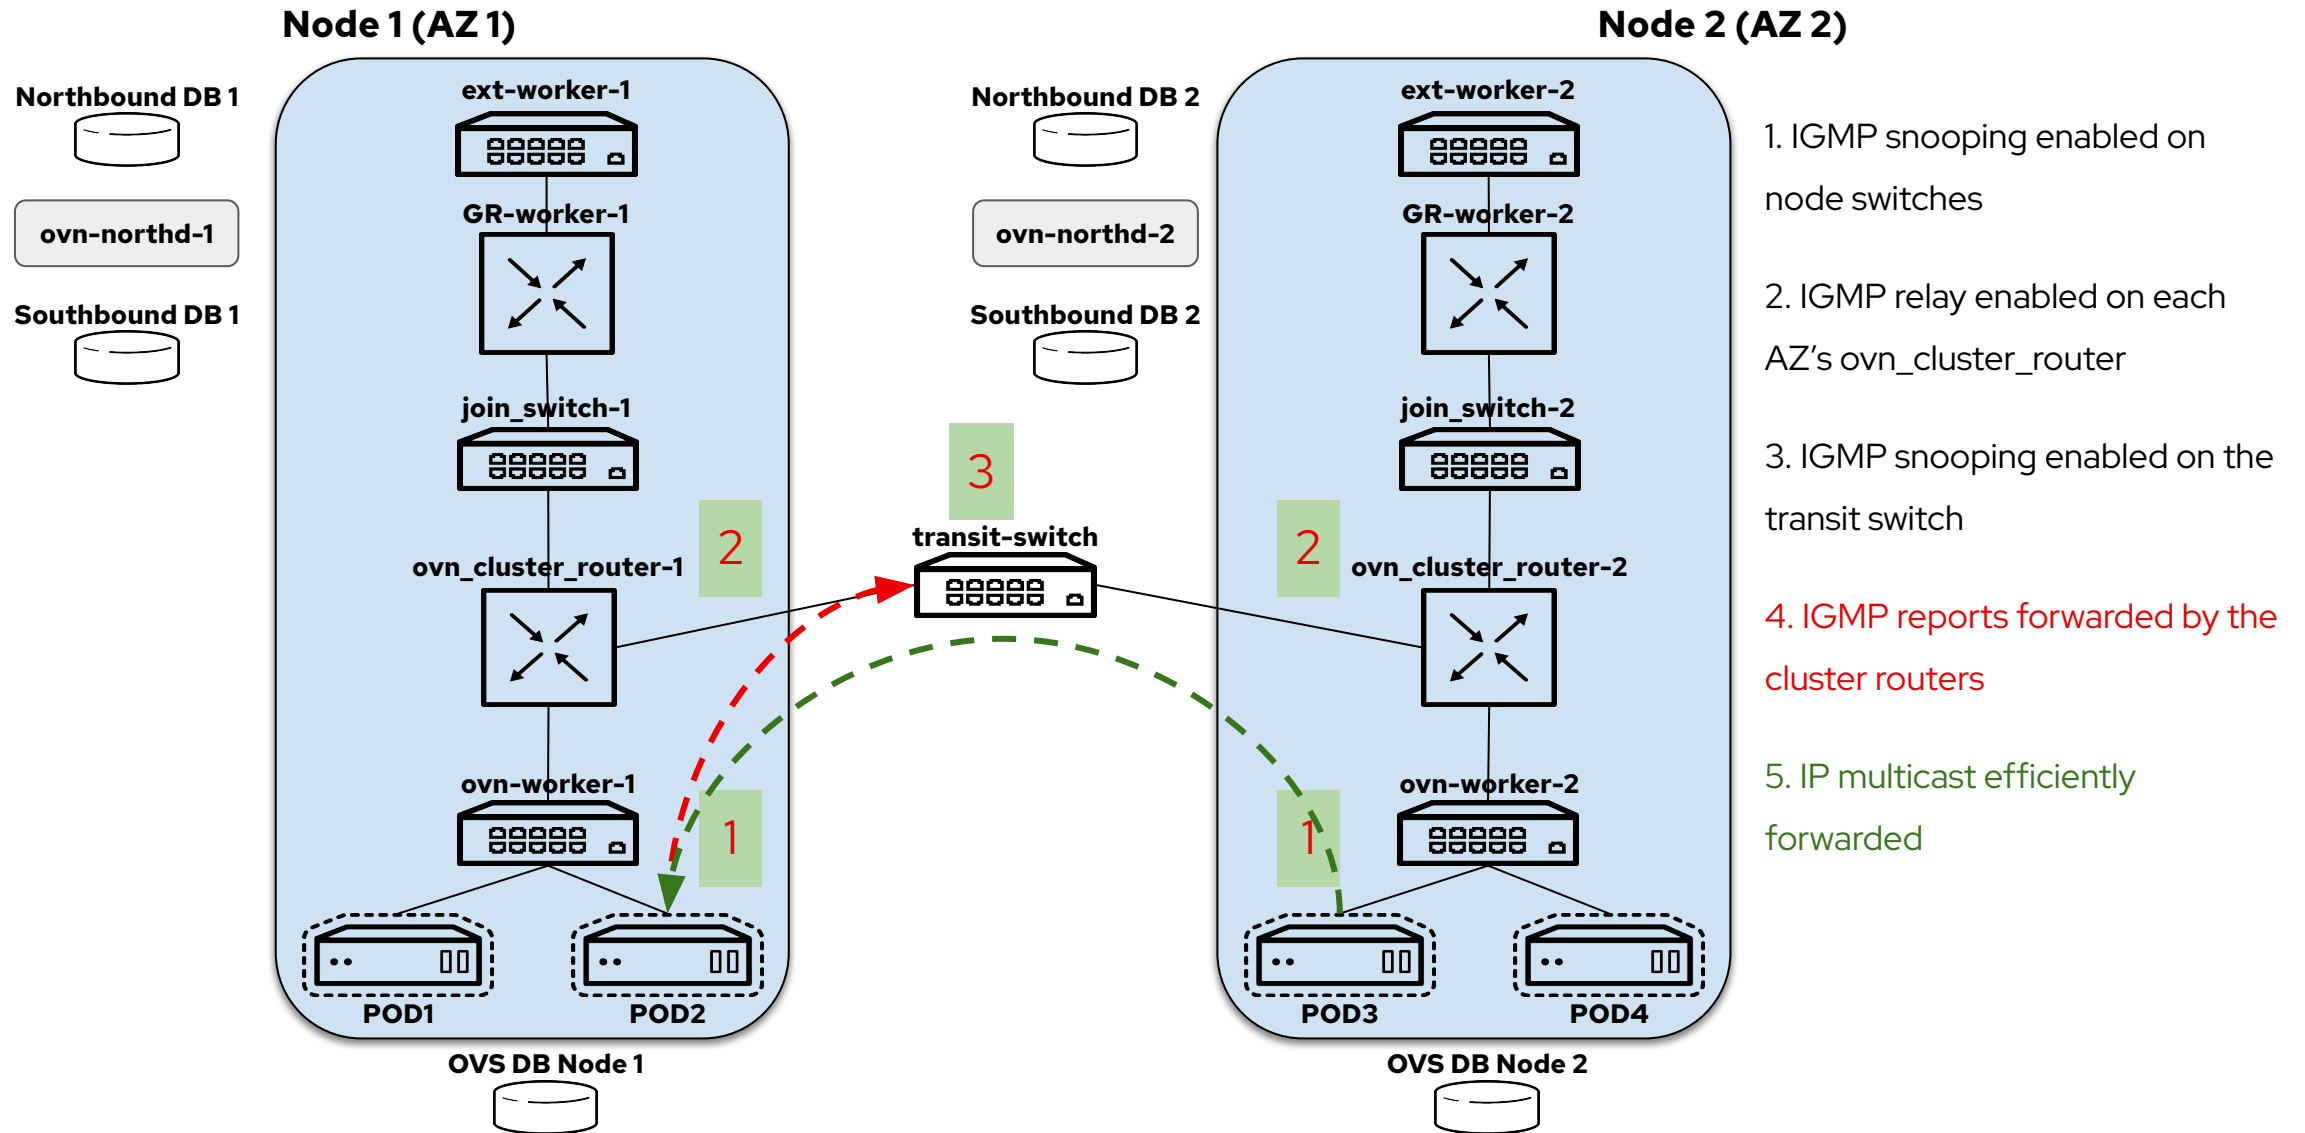 Node 1 (AZ 1)
Northbound DB 1
ovn-northd-1
Southbound DB 1
ext-worker-1
GR-worker-1
join_switch-1
2
ovn_cluster_router-1
ovn-worker-1
1
POD1
POD2
OVS DB Node 1
3
transit-switch
Node 2 (AZ 2)
Northbound DB 2
ovn-northd-2
Southbound DB 2
ext-worker-2
GR-worker-2
join_switch-2
2
ovn_cluster_router-2
ovn-worker-2
1
POD3
POD4
OVS DB Node 2
1. IGMP snooping enabled on
node switches
2. IGMP relay enabled on each
AZ’s ovn_cluster_router
3. IGMP snooping enabled on the
transit switch
4. IGMP reports forwarded by the
cluster routers
5. IP multicast efficiently
forwarded